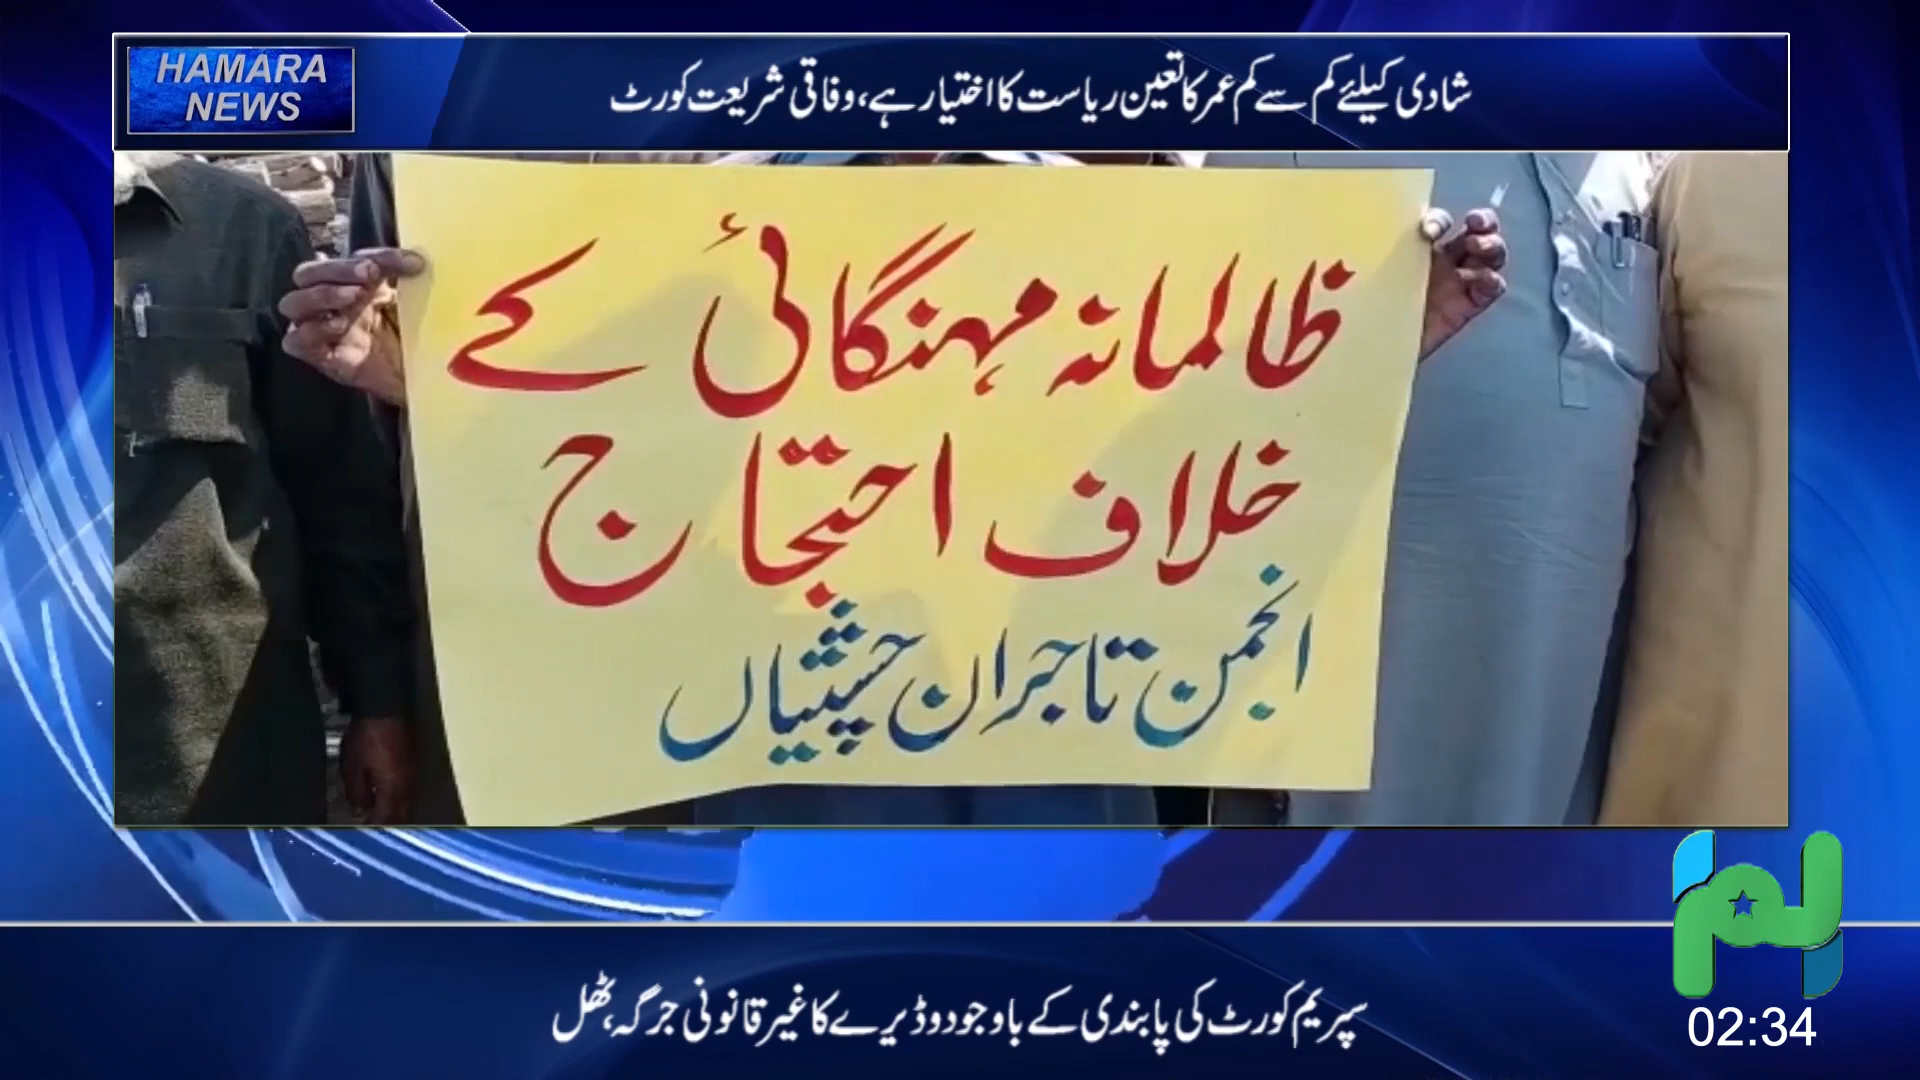 HAMARA
NEWS
شادی کیلئے کم سے کم عمر کا تعین ریاست کا اختیار ہے، وفاقی شریعت کورٹ
ظالمانہ مہنگائی کے
خلاف احتجاج
انجمن تاجران چشتیاں
سپریم کورٹ کی پابندی کے باوجود وڈیرے کا غیر قانونی جرگہ، ٹھل
02:34